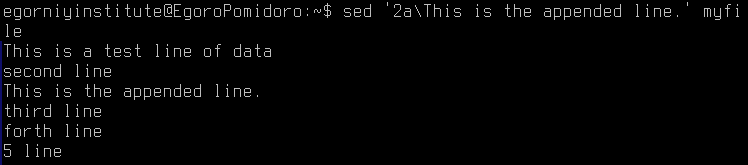 egorniyinstitute@EgoroPomidoro:~$ sed '2a\This is the appended line.' myfi
le
This is a test line of data
second line
This is the appended line.
third line
forth line
5 line